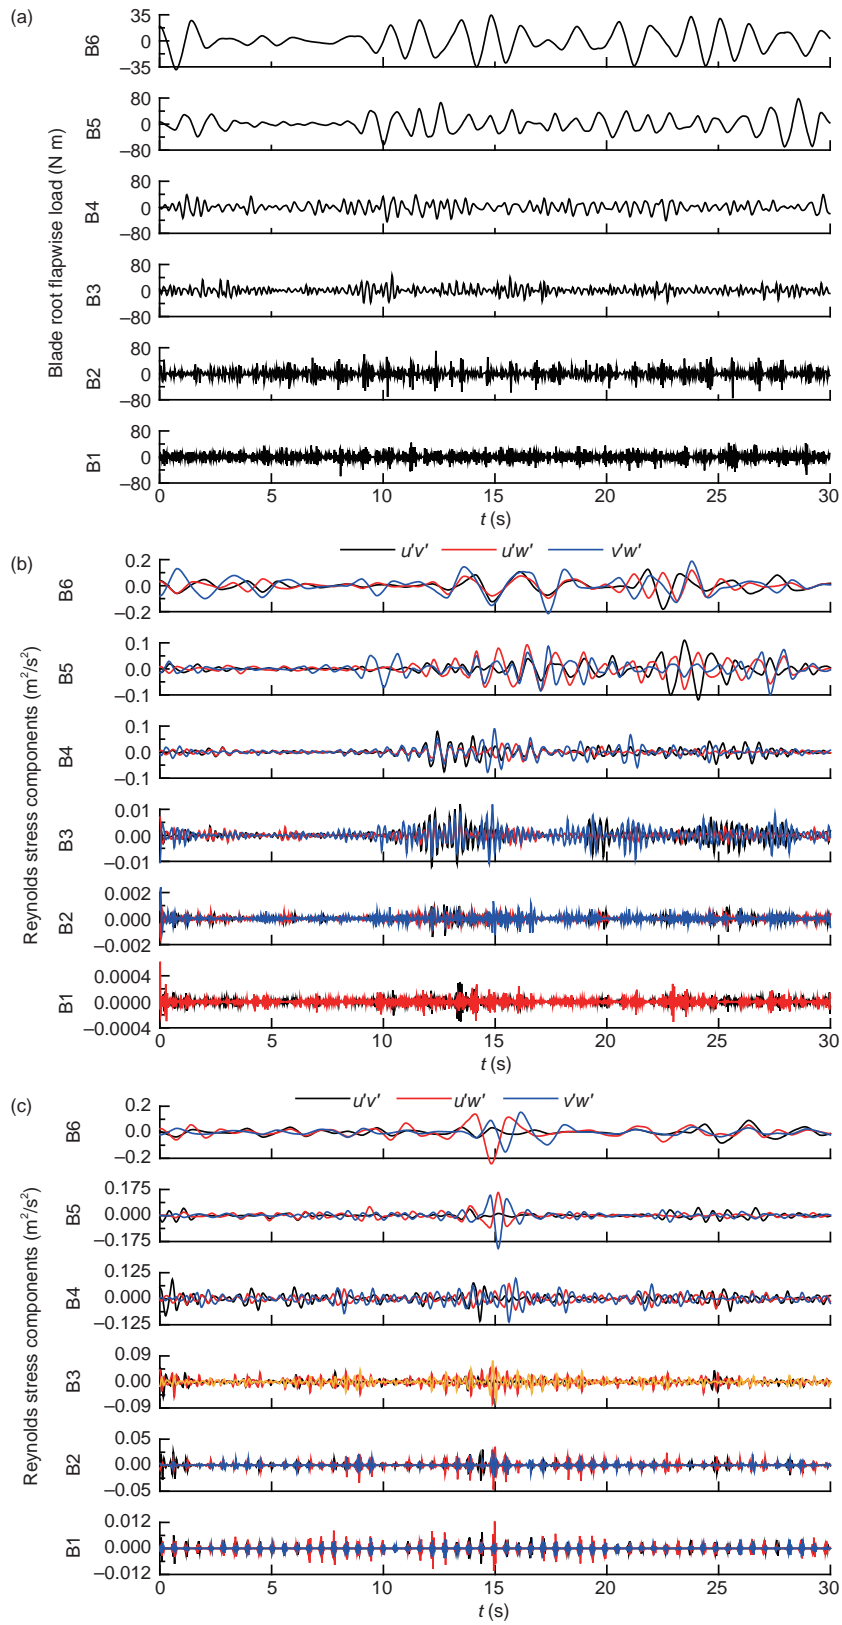 (a)
Blade root flapwise load (N m)
B6
35
0
–35
B5
80
0
–80
B4
80
0
–80
B3
80
0
–80
B2
80
0
–80
B1
80
0
–80
0 5 10 15 20 25 30
t (s)
(b)
u′v′ u′w′ v′w′
Reynolds stress components (m²/s²)
B6
0.2
0.0
–0.2
B5
0.1
0.0
–0.1
B4
0.1
0.0
–0.1
B3
0.01
0.00
–0.01
B2
0.002
0.000
–0.002
B1
0.0004
0.0000
–0.0004
0 5 10 15 20 25 30
t (s)
(c)
u′v′ u′w′ v′w′
Reynolds stress components (m²/s²)
B6
0.2
0.0
–0.2
B5
0.175
0.000
–0.175
B4
0.125
0.000
–0.125
B3
0.09
0.00
–0.09
B2
0.05
0.00
–0.05
B1
0.012
0.000
–0.012
0 5 10 15 20 25 30
t (s)